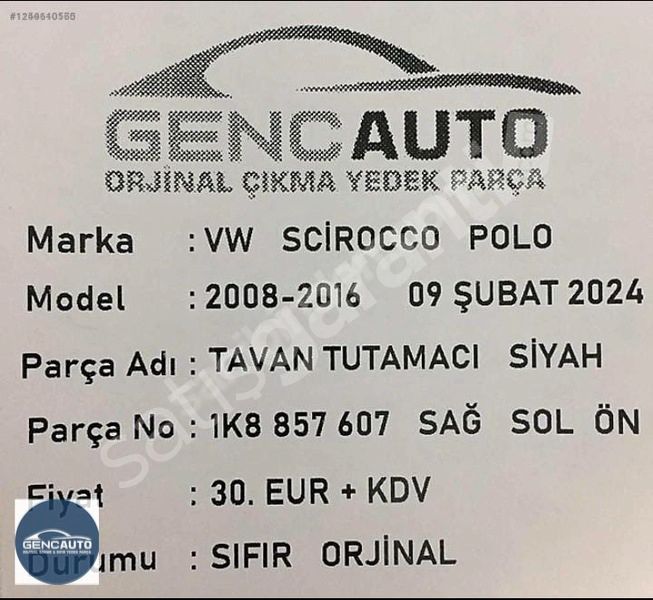 GENCAUTO
ORJİNAL ÇIKMA YEDEK PARÇA
Marka : VW SCİROCCO POLO
Model : 2008-2016 09 ŞUBAT 2024
Parça Adı : TAVAN TUTAMACI SİYAH
Parça No : 1K8 857 607 SAĞ SOL ÖN
Fiyat : 30. EUR + KDV
GENCAUTO
Durumu : SIFIR ORJİNAL